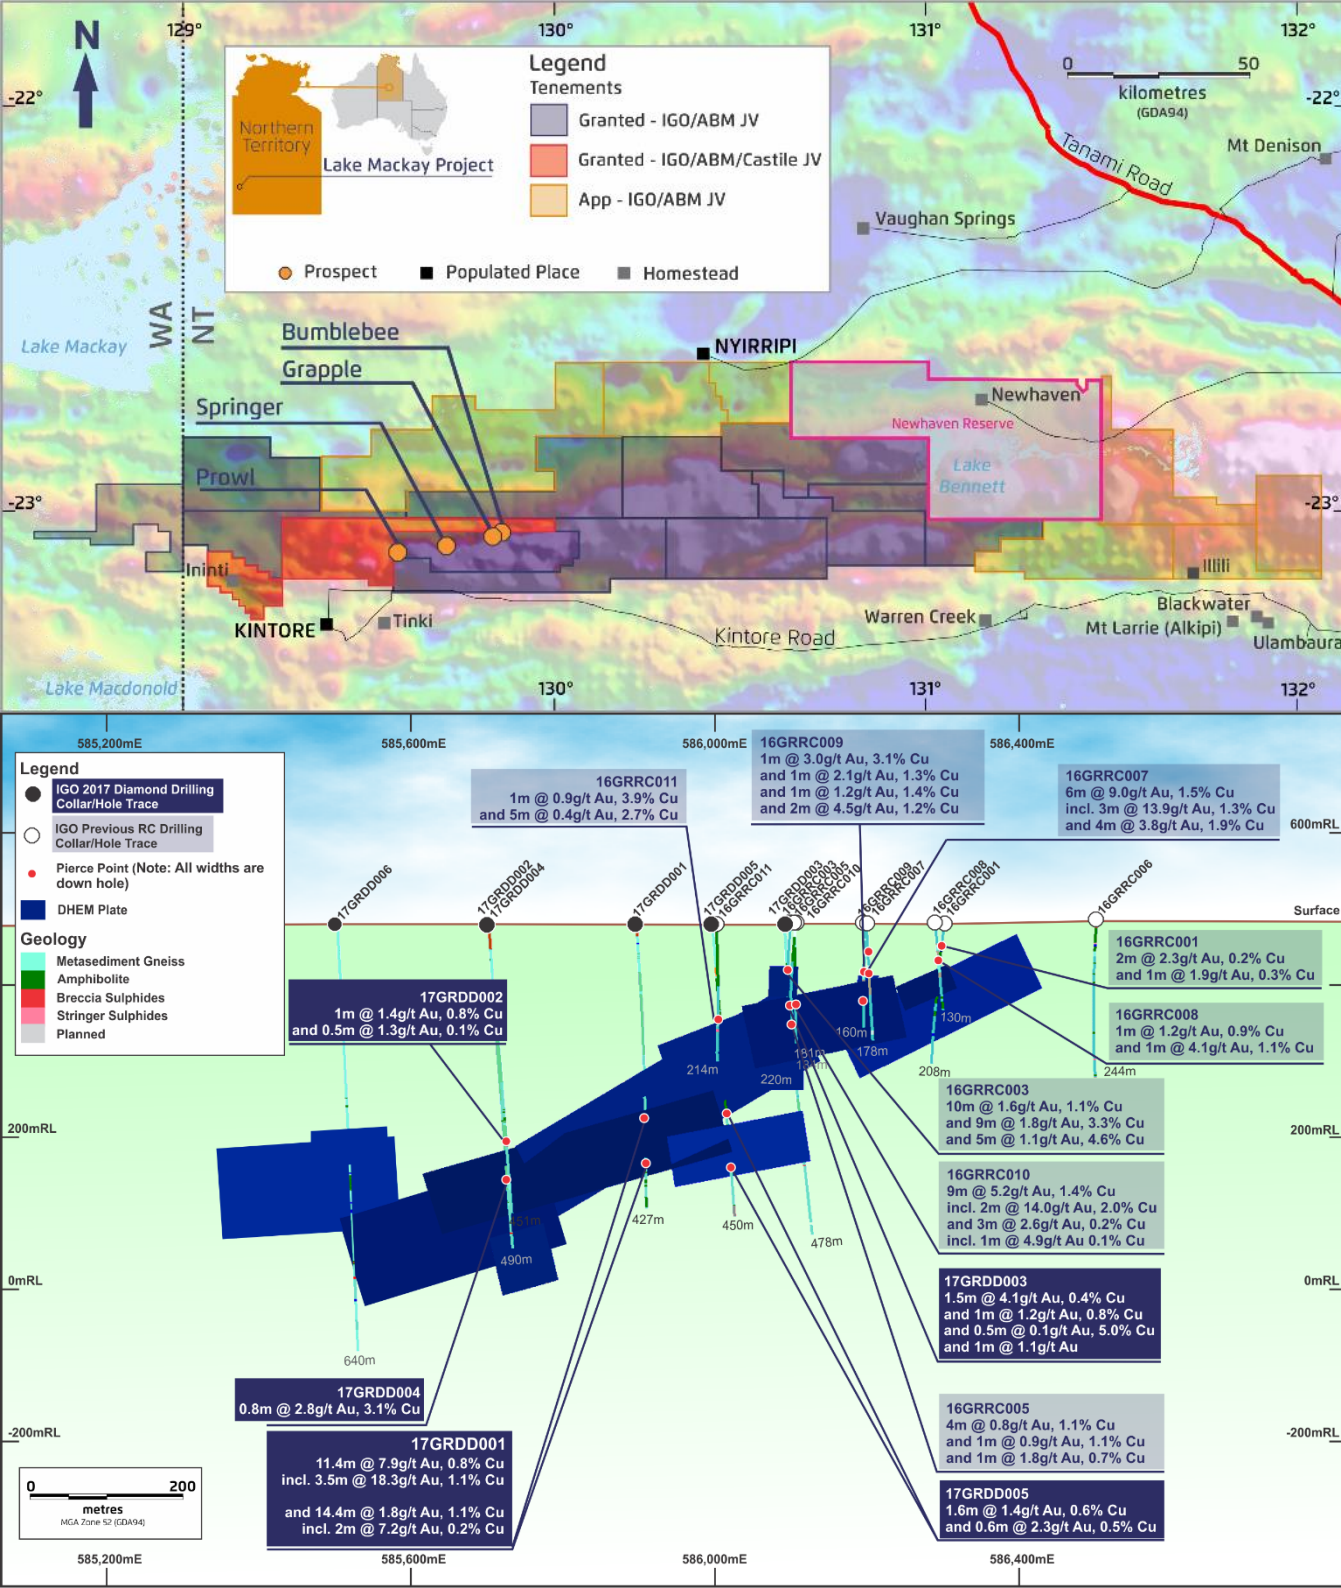 N
129°
130°
131°
132°
-22°
-22°
Northern
Territory
Lake Mackay Project
Legend
Tenements
Granted - IGO/ABM JV
Granted - IGO/ABM/Castile JV
App - IGO/ABM JV
Prospect
Populated Place
Homestead
0
50
kilometres
(GDA94)
Mt Denison
Tanami Road
Vaughan Springs
WA
NT
Lake Mackay
Bumblebee
Grapple
Springer
Prowl
NYIRRIPI
Newhaven
Newhaven Reserve
Lake
Bennett
-23°
-23°
Ininti
KINTORE
Tinki
Kintore Road
Warren Creek
Illili
Blackwater
Mt Larrie (Alkipi)
Ulambaura
Lake Macdonold
130°
131°
132°
585,200mE
585,600mE
586,000mE
586,400mE
Legend
IGO 2017 Diamond Drilling
Collar/Hole Trace
IGO Previous RC Drilling
Collar/Hole Trace
Pierce Point (Note: All widths are
down hole)
DHEM Plate
Geology
Metasediment Gneiss
Amphibolite
Breccia Sulphides
Stringer Sulphides
Planned
16GRRC011
1m @ 0.9g/t Au, 3.9% Cu
and 5m @ 0.4g/t Au, 2.7% Cu
16GRRC009
1m @ 3.0g/t Au, 3.1% Cu
and 1m @ 2.1g/t Au, 1.3% Cu
and 1m @ 1.2g/t Au, 1.4% Cu
and 2m @ 4.5g/t Au, 1.2% Cu
16GRRC007
6m @ 9.0g/t Au, 1.5% Cu
incl. 3m @ 13.9g/t Au, 1.3% Cu
and 4m @ 3.8g/t Au, 1.9% Cu
600mRL
17GRDD006
17GRDD002
17GRDD004
17GRDD001
17GRDD005
16GRRC011
17GRDD003
16GRRC003
16GRRC005
16GRRC010
16GRRC009
16GRRC007
16GRRC008
16GRRC001
16GRRC006
Surface
17GRDD002
1m @ 1.4g/t Au, 0.8% Cu
and 0.5m @ 1.3g/t Au, 0.1% Cu
16GRRC001
2m @ 2.3g/t Au, 0.2% Cu
and 1m @ 1.9g/t Au, 0.3% Cu
16GRRC008
1m @ 1.2g/t Au, 0.9% Cu
and 1m @ 4.1g/t Au, 1.1% Cu
214m
220m
181m
160m
178m
130m
208m
244m
16GRRC003
10m @ 1.6g/t Au, 1.1% Cu
and 9m @ 1.8g/t Au, 3.3% Cu
and 5m @ 1.1g/t Au, 4.6% Cu
200mRL
200mRL
16GRRC010
9m @ 5.2g/t Au, 1.4% Cu
incl. 2m @ 14.0g/t Au, 2.0% Cu
and 3m @ 2.6g/t Au, 0.2% Cu
incl. 1m @ 4.9g/t Au 0.1% Cu
427m
450m
478m
490m
640m
0mRL
0mRL
17GRDD003
1.5m @ 4.1g/t Au, 0.4% Cu
and 1m @ 1.2g/t Au, 0.8% Cu
and 0.5m @ 0.1g/t Au, 5.0% Cu
and 1m @ 1.1g/t Au
17GRDD004
0.8m @ 2.8g/t Au, 3.1% Cu
16GRRC005
4m @ 0.8g/t Au, 1.1% Cu
and 1m @ 0.9g/t Au, 1.1% Cu
and 1m @ 1.8g/t Au, 0.7% Cu
-200mRL
-200mRL
17GRDD001
11.4m @ 7.9g/t Au, 0.8% Cu
incl. 3.5m @ 18.3g/t Au, 1.1% Cu
and 14.4m @ 1.8g/t Au, 1.1% Cu
incl. 2m @ 7.2g/t Au, 0.2% Cu
17GRDD005
1.6m @ 1.4g/t Au, 0.6% Cu
and 0.6m @ 2.3g/t Au, 0.5% Cu
0
200
metres
MGA Zone 52 (GDA94)
585,200mE
585,600mE
586,000mE
586,400mE